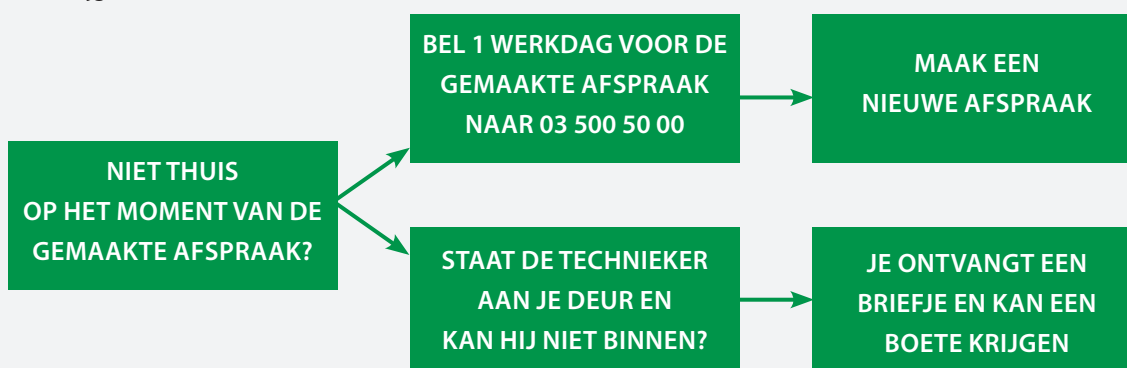 BEL 1 WERKDAG VOOR DE
GEMAAKTE AFSPRAAK
NAAR 03 500 50 00
MAAK EEN
NIEUWE AFSPRAAK
NIET THUIS
OP HET MOMENT VAN DE
GEMAAKTE AFSPRAAK?
STAAT DE TECHNIEKER
AAN JE DEUR EN
KAN HIJ NIET BINNEN?
JE ONTVANGT EEN
BRIEFJE EN KAN EEN
BOETE KRIJGEN